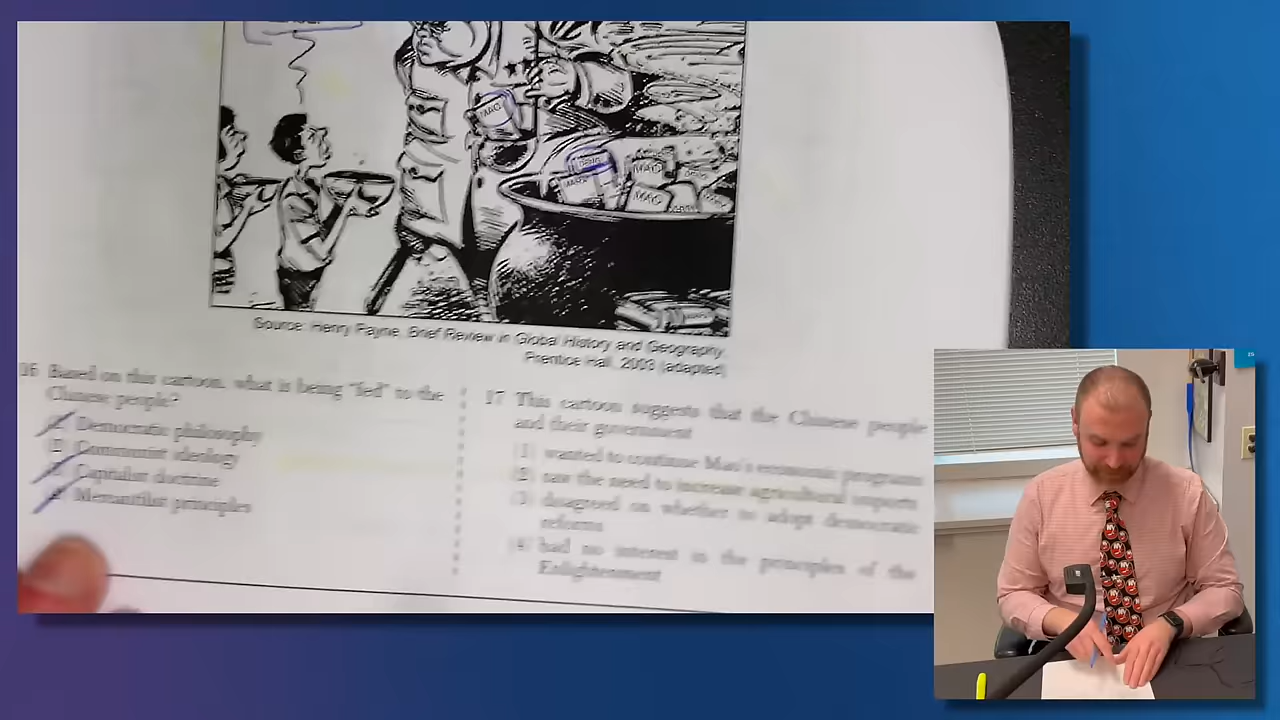 MAO
DENG
MARX
MAO
DENG
MAO
Source: Henry Payne, Brief Review in Global History and Geography,
Prentice Hall, 2003 (adapted)
16 Based on this cartoon, what is being "fed" to the
Chinese people?
Democratic philosophy
Communist ideology
Capitalist doctrine
Mercantilist principles
17 This cartoon suggests that the Chinese people
and their government
(1) wanted to continue Mao's economic programs
(2) saw the need to increase agricultural imports
(3) disagreed on whether to adopt democratic
reforms
(4) had no interest in the principles of the
Enlightenment